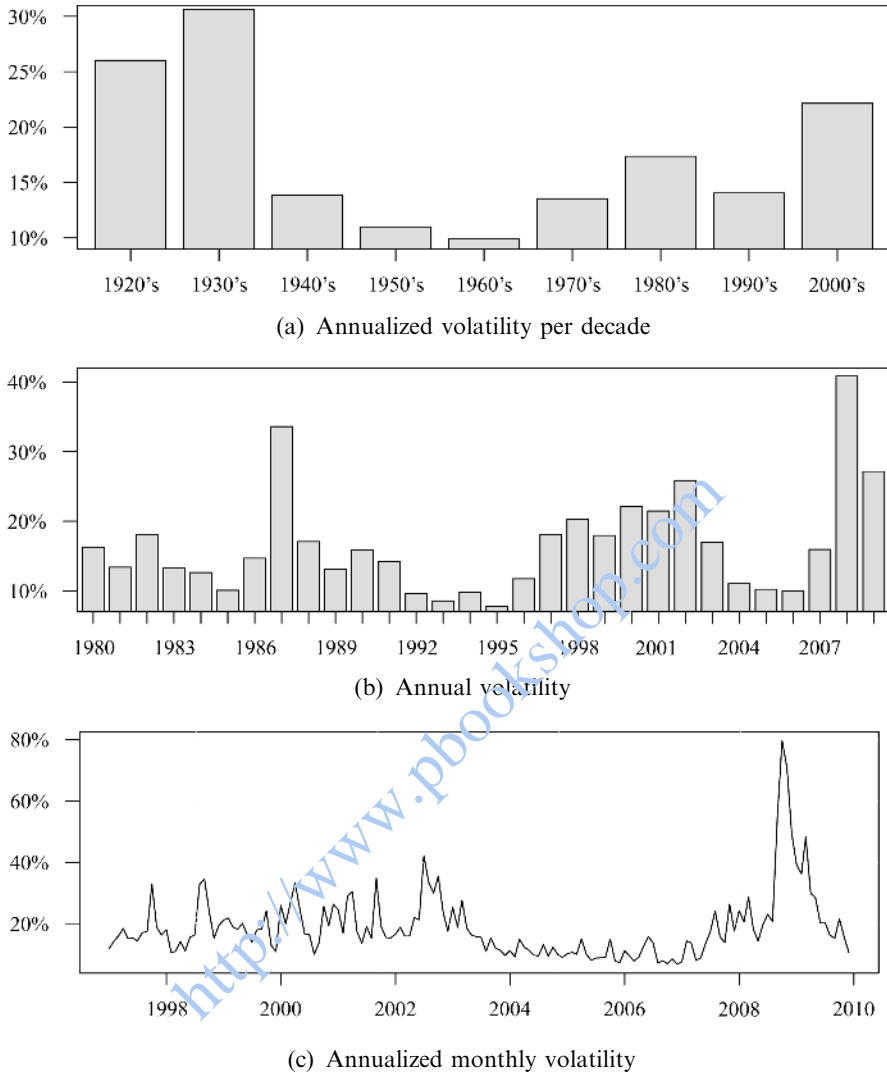 30%
25%
20%
15%
10%
1920’s 1930’s 1940’s 1950’s 1960’s 1970’s 1980’s 1990’s 2000’s
(a) Annualized volatility per decade
40%
30%
20%
10%
1980 1983 1986 1989 1992 1995 1998 2001 2004 2007
(b) Annual volatility
80%
60%
40%
20%
1998 2000 2002 2004 2006 2008 2010
(c) Annualized monthly volatility
http://www.pbookshop.com